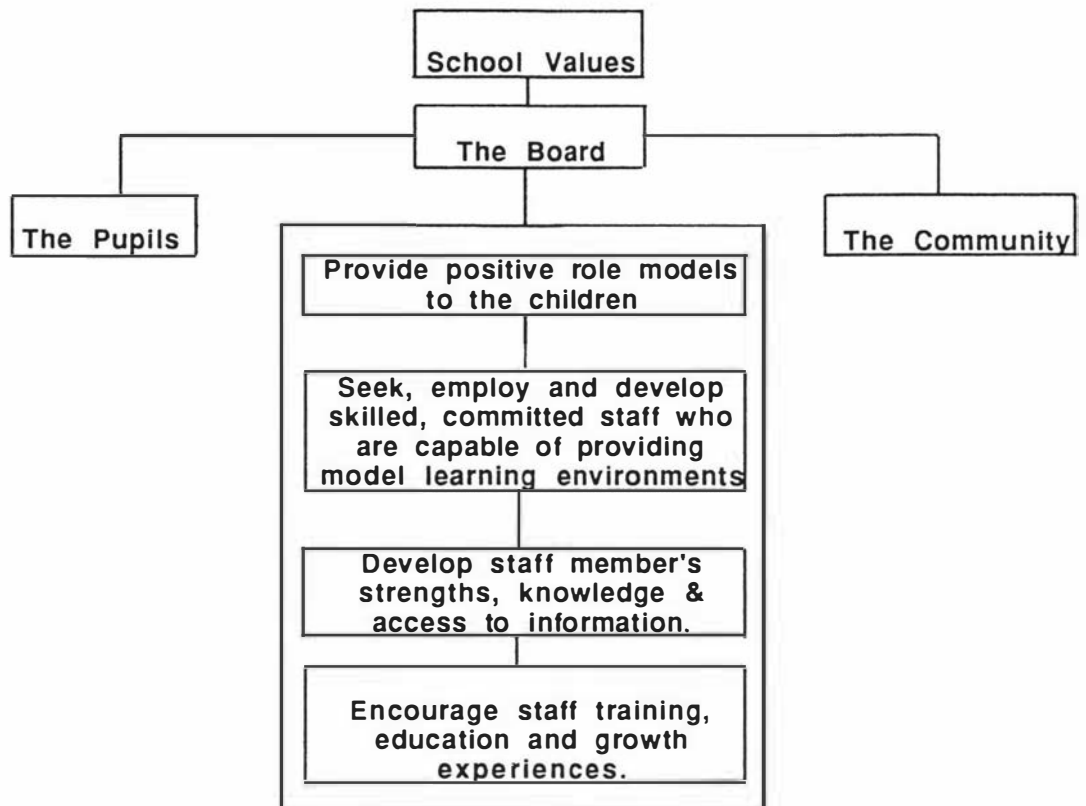 School Values
The Board
The Pupils
The Community
Provide positive role models
to the children
Seek, employ and develop
skilled, committed staff who
are capable of providing
model learning environments
Develop staff member's
strengths, knowledge &
access to information.
Encourage staff training,
education and growth
experiences.